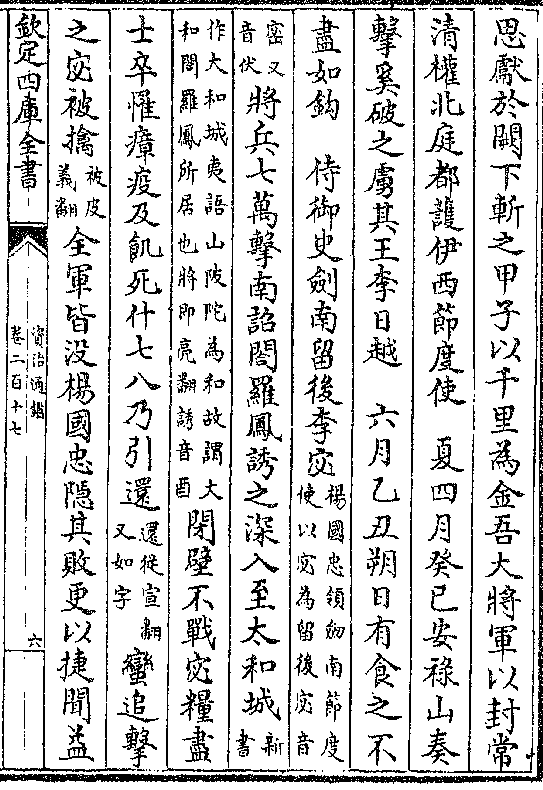 思獻於闕下斬之甲子以千里為金吾大將軍以封常
清權北庭都護伊西節度使　夏四月癸巳安祿山奏
擊奚破之虜其王李日越　六月乙丑朔日有食之不
盡如鉤　侍御史劍南留後李宓楊國忠領劒南節度使以宓為留後宓音
密又音伏將兵七萬擊南詔閤羅鳳誘之深入至太和城新書
作大和城夷語山陂陀為和故謂大和閤羅鳳所居也將即亮翻誘音酉閉壁不戰宓糧盡
士卒罹瘴疫及飢死什七八乃引還還從宣翻又如字蠻追擊
之宓被擒被皮義翻全軍皆没楊國忠隱其敗更以捷聞益
欽定四庫全書
資治通鑑
卷二百十七
六